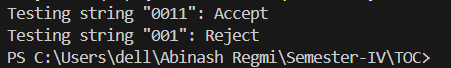 Testing string "0011": Accept
Testing string "001": Reject
PS C:\Users\dell\Abinash Regmi\Semester-IV\TOC>